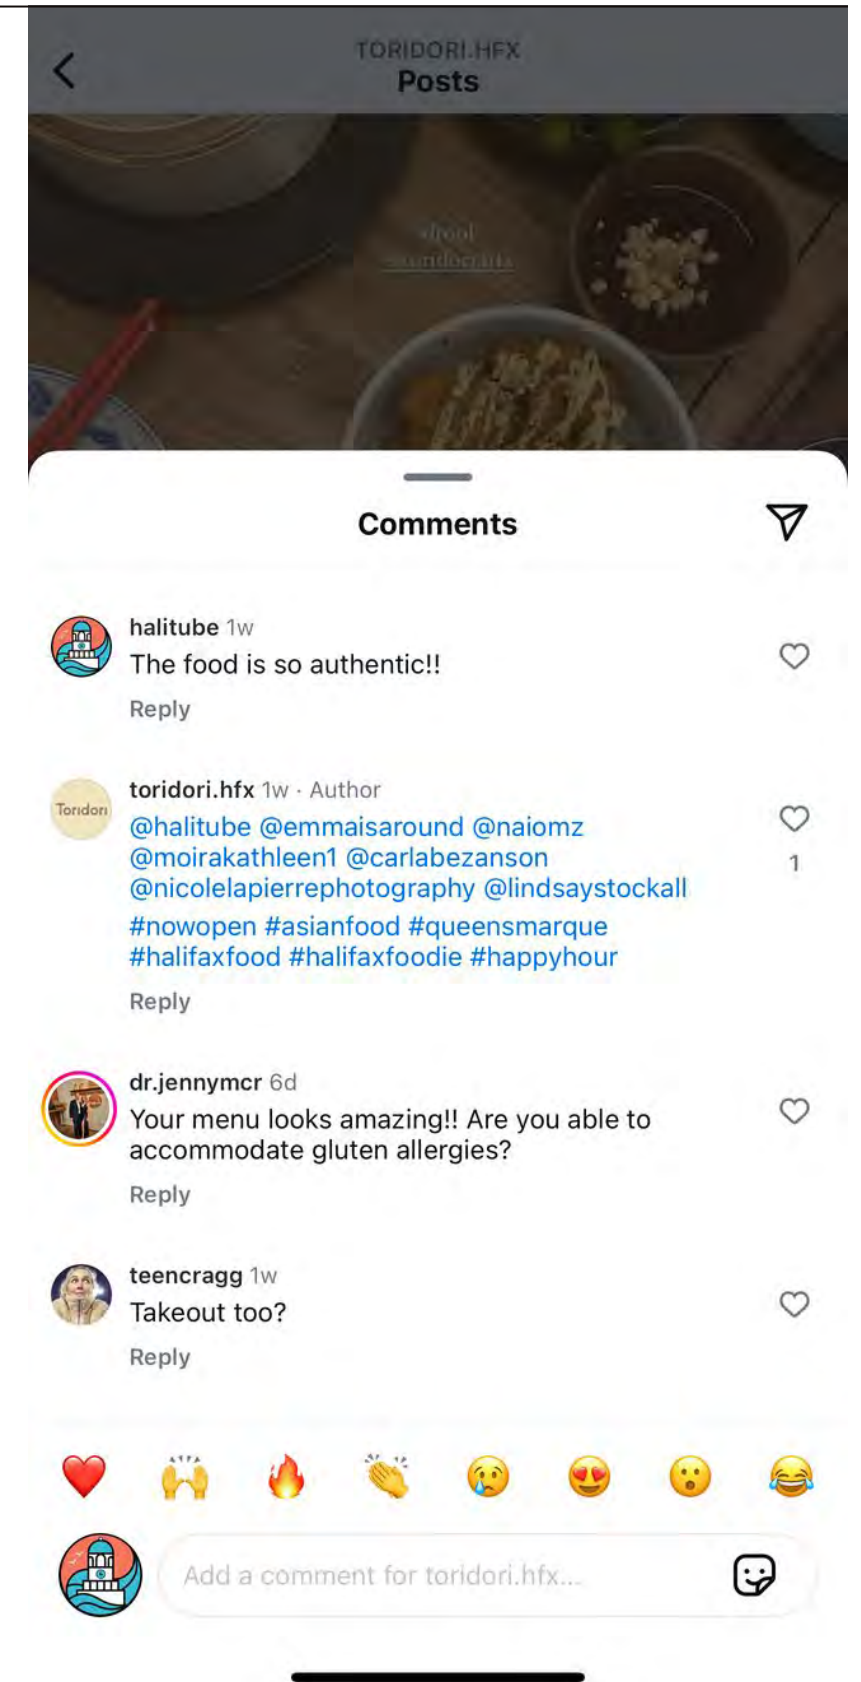 TORIDORI.HFX
Posts
Comments
halitube 1w
The food is so authentic!!
Reply
Toridori
toridori.hfx 1w · Author
@halitube @emmaisaround @naiomz
@moirakathleen1 @carlabezanson
@nicolelapierrephotography @lindsaystockall
#nowopen #asianfood #queensmarque
#halifaxfood #halifaxfoodie #happyhour
1
Reply
dr.jennymcr 6d
Your menu looks amazing!! Are you able to
accommodate gluten allergies?
Reply
teencragg 1w
Takeout too?
Reply
Add a comment for toridori.hfx...